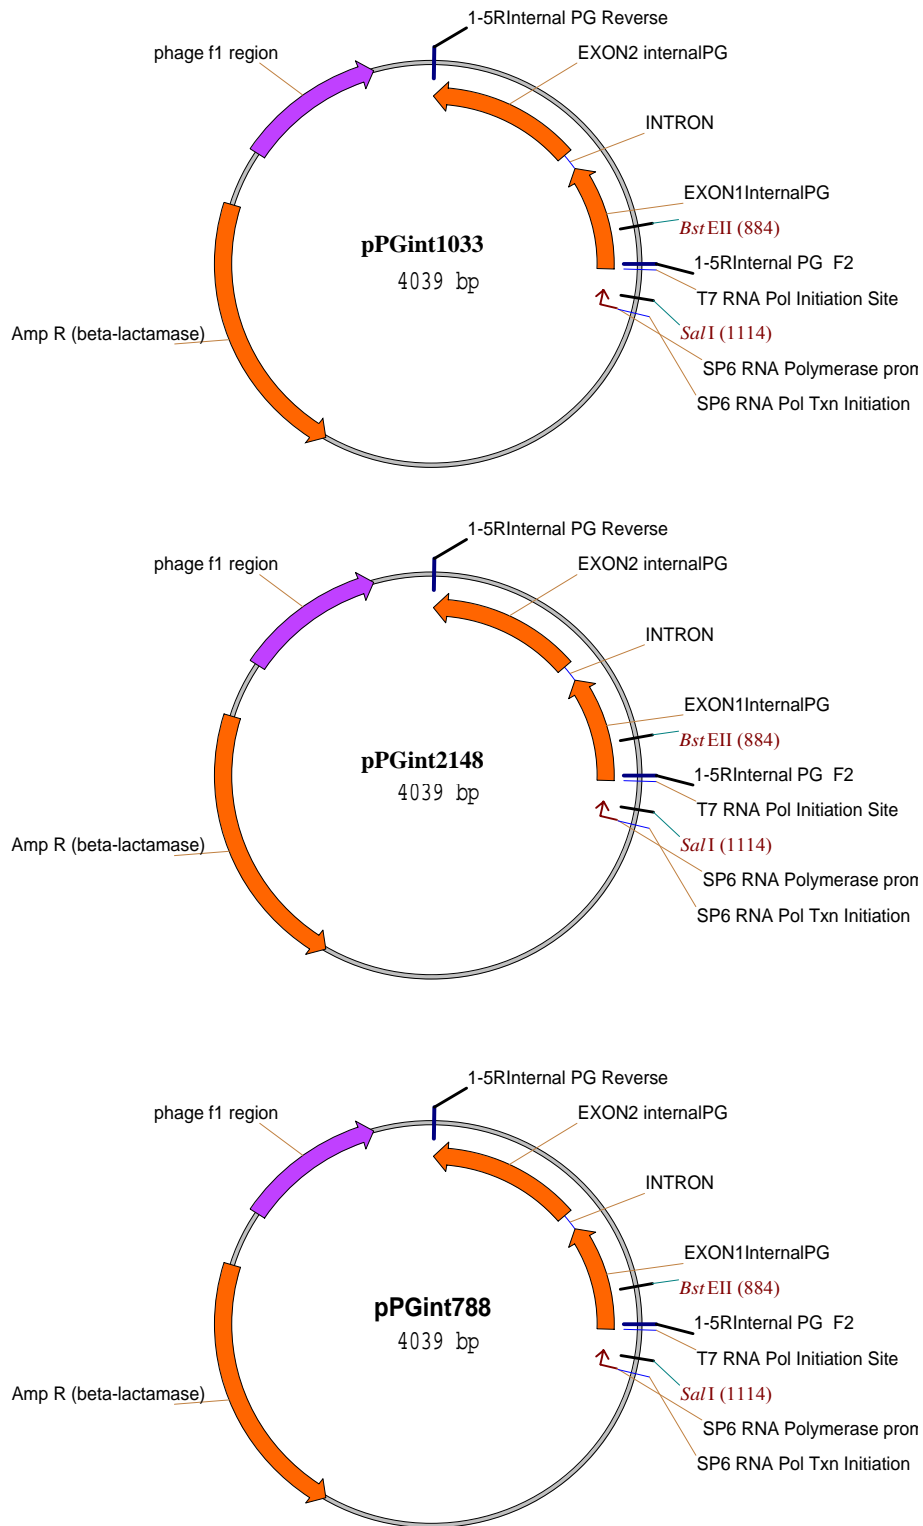 1-5RInternal PG Reverse
phage f1 region
EXON2 internalPG
INTRON
EXON1InternalPG
BstEII (884)
pPGint1033
4039 bp
1-5RInternal PG F2
T7 RNA Pol Initiation Site
Amp R (beta-lactamase)
SalI (1114)
SP6 RNA Polymerase prom
SP6 RNA Pol Txn Initiation
1-5RInternal PG Reverse
phage f1 region
EXON2 internalPG
INTRON
EXON1InternalPG
BstEII (884)
pPGint2148
4039 bp
1-5RInternal PG F2
T7 RNA Pol Initiation Site
Amp R (beta-lactamase)
SalI (1114)
SP6 RNA Polymerase prom
SP6 RNA Pol Txn Initiation
1-5RInternal PG Reverse
phage f1 region
EXON2 internalPG
INTRON
EXON1InternalPG
BstEII (884)
pPGint788
4039 bp
1-5RInternal PG F2
T7 RNA Pol Initiation Site
Amp R (beta-lactamase)
SalI (1114)
SP6 RNA Polymerase prom
SP6 RNA Pol Txn Initiation